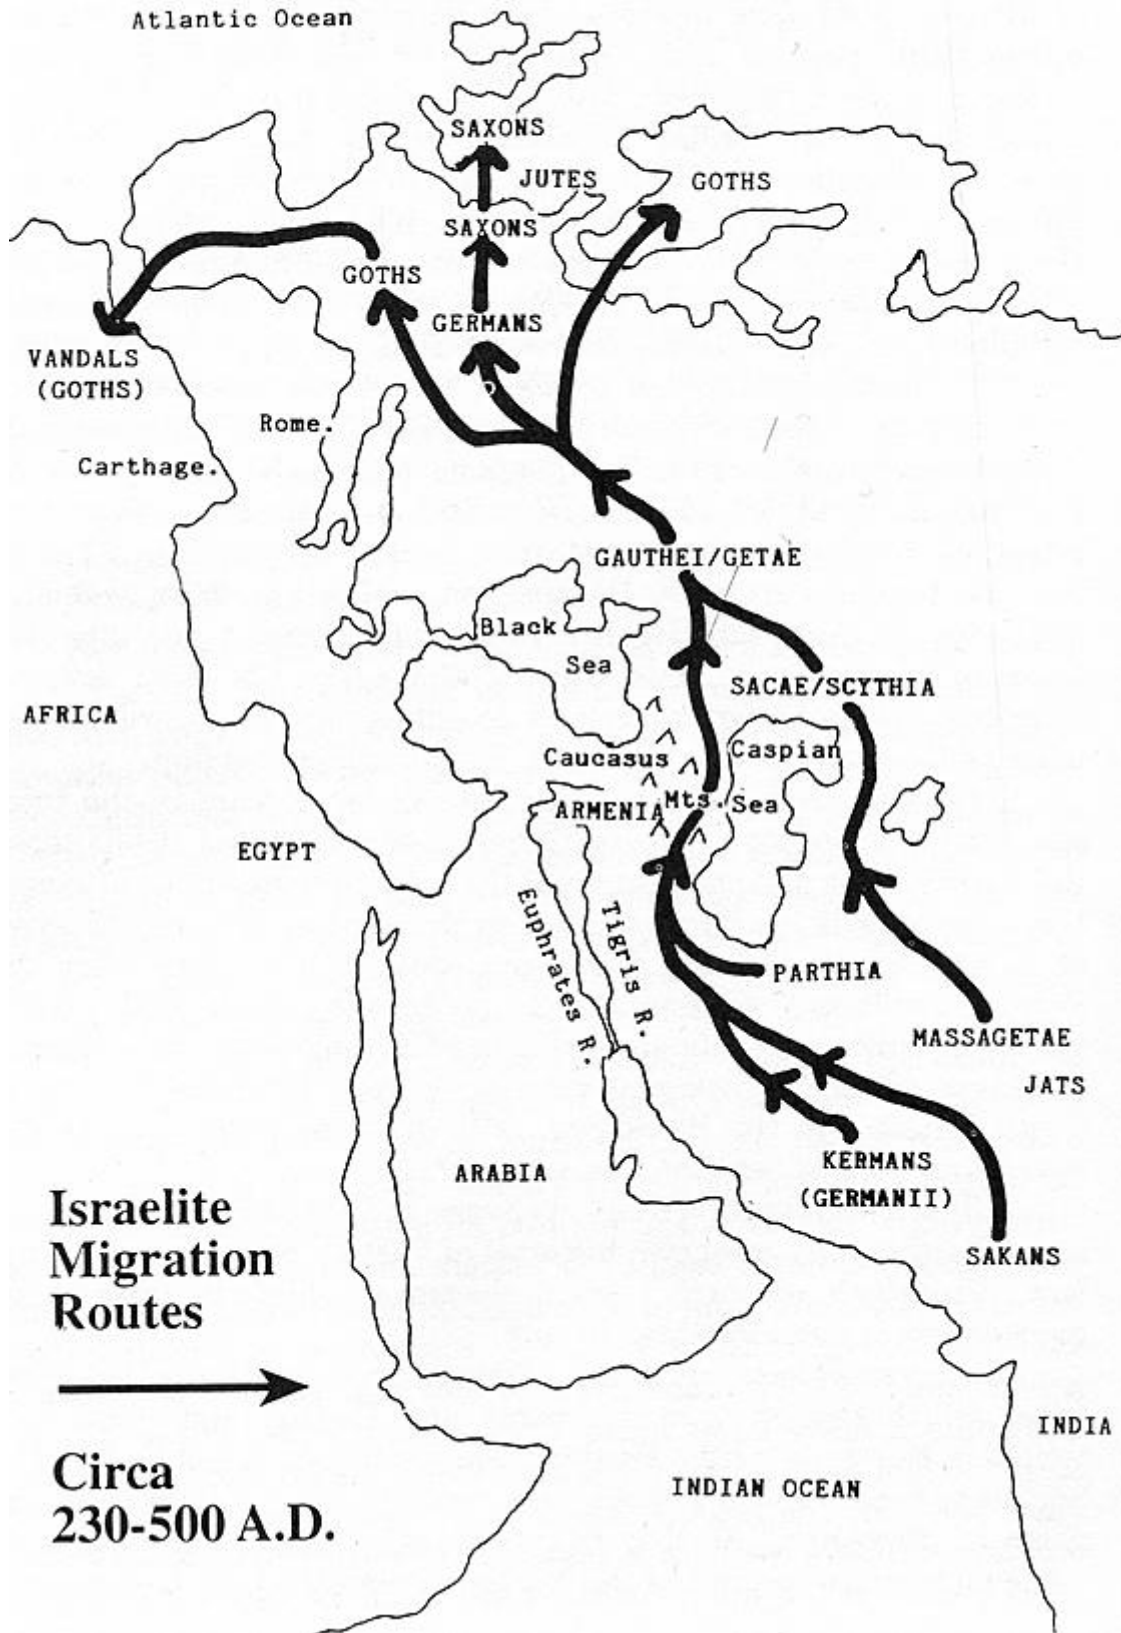 Atlantic Ocean
SAXONS
JUTES
GOTHS
SAXONS
GOTHS
GERMANS
VANDALS
(GOTHS)
Rome.
Carthage.
GAUTHEI/GETAE
Black
Sea
SACAE/SCYTHIA
AFRICA
Caucasus
Caspian
ARMENIA
Mts.
Sea
EGYPT
Euphrates R.
Tigris R.
PARTHIA
MASSAGETAE
JATS
KERMANS
(GERMANII)
ARABIA
SAKANS
Israelite
Migration
Routes
INDIA
Circa
230-500 A.D.
INDIAN OCEAN